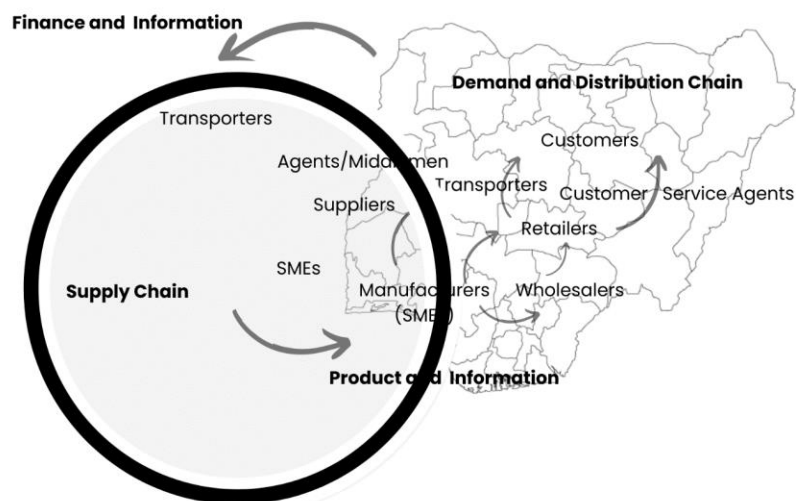 Finance and Information
Demand and Distribution Chain
Transporters
Customers
Agents/Middlemen
Transporters
Customer Service Agents
Suppliers
Retailers
SMEs
Supply Chain
Manufacturers
(SMEs)
Wholesalers
Product and Information